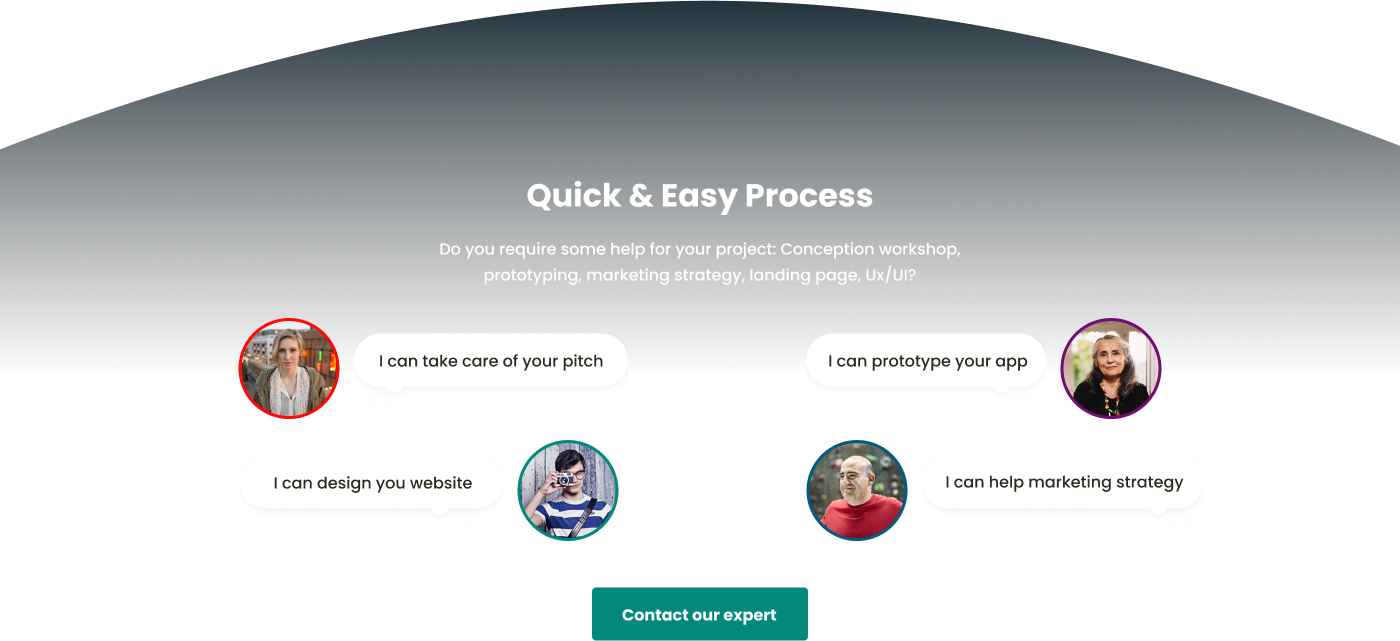 Quick & Easy Process
Do you require some help for your project: Conception workshop,
prototyping, marketing strategy, landing page, Ux/UI?
I can take care of your pitch
I can prototype your app
I can design you website
I can help marketing strategy
Contact our expert